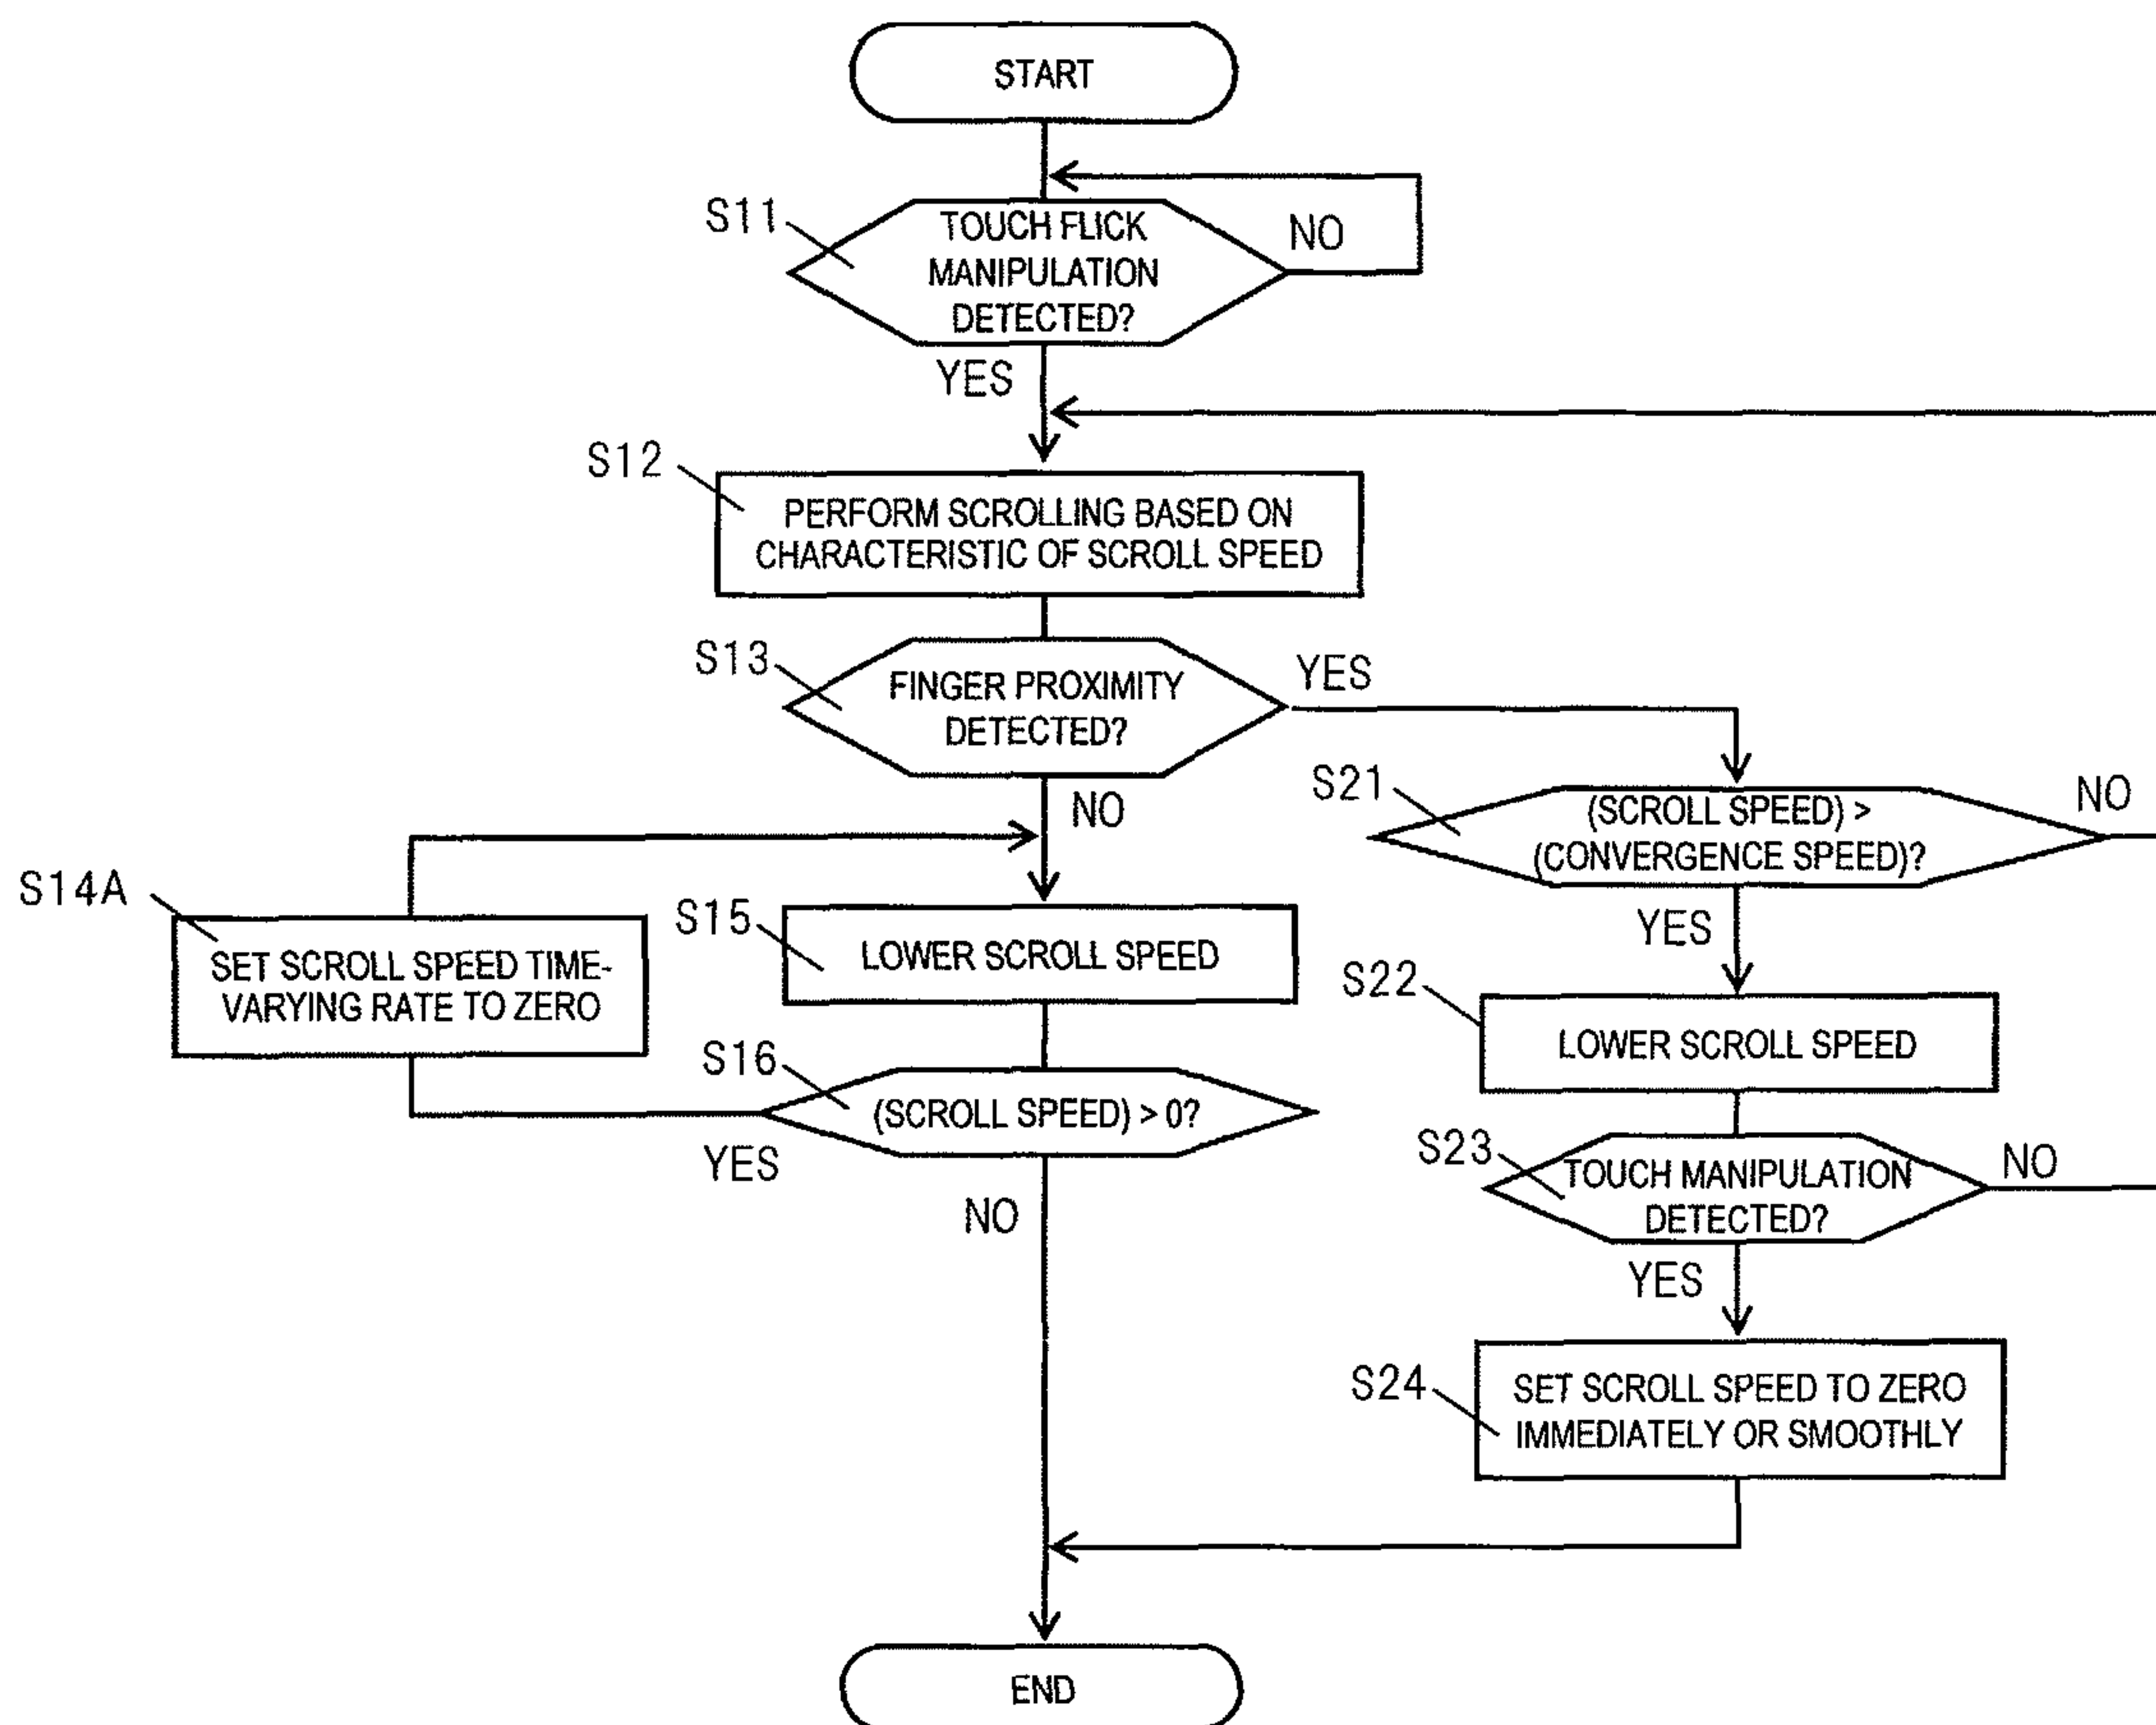 START
S11
TOUCH FLICK
MANIPULATION
DETECTED?
NO
YES
S12
PERFORM SCROLLING BASED ON
CHARACTERISTIC OF SCROLL SPEED
S13
FINGER PROXIMITY
DETECTED?
YES
NO
S21
(SCROLL SPEED) >
(CONVERGENCE SPEED)?
NO
YES
S14A
SET SCROLL SPEED TIME-
VARYING RATE TO ZERO
S15
LOWER SCROLL SPEED
S22
LOWER SCROLL SPEED
S16
(SCROLL SPEED) > 0?
YES
NO
S23
TOUCH MANIPULATION
DETECTED?
NO
YES
S24
SET SCROLL SPEED TO ZERO
IMMEDIATELY OR SMOOTHLY
END